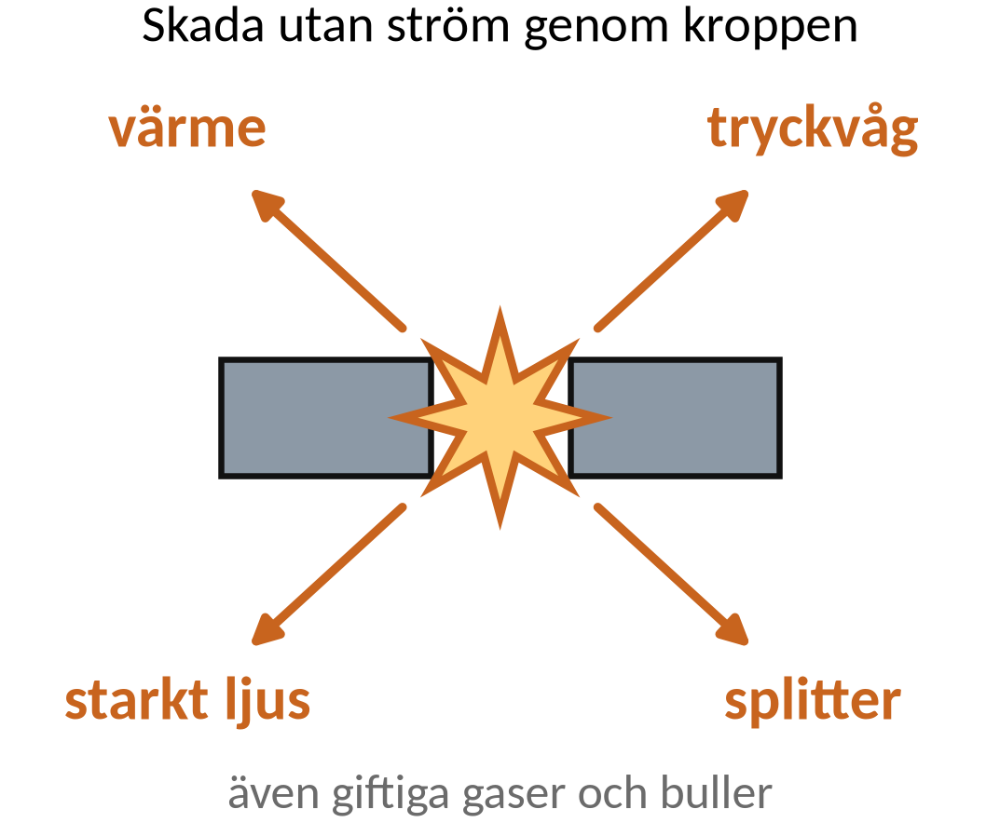 Skada utan ström genom kroppen
värme
tryckvåg
starkt ljus
splitter
även giftiga gaser och buller